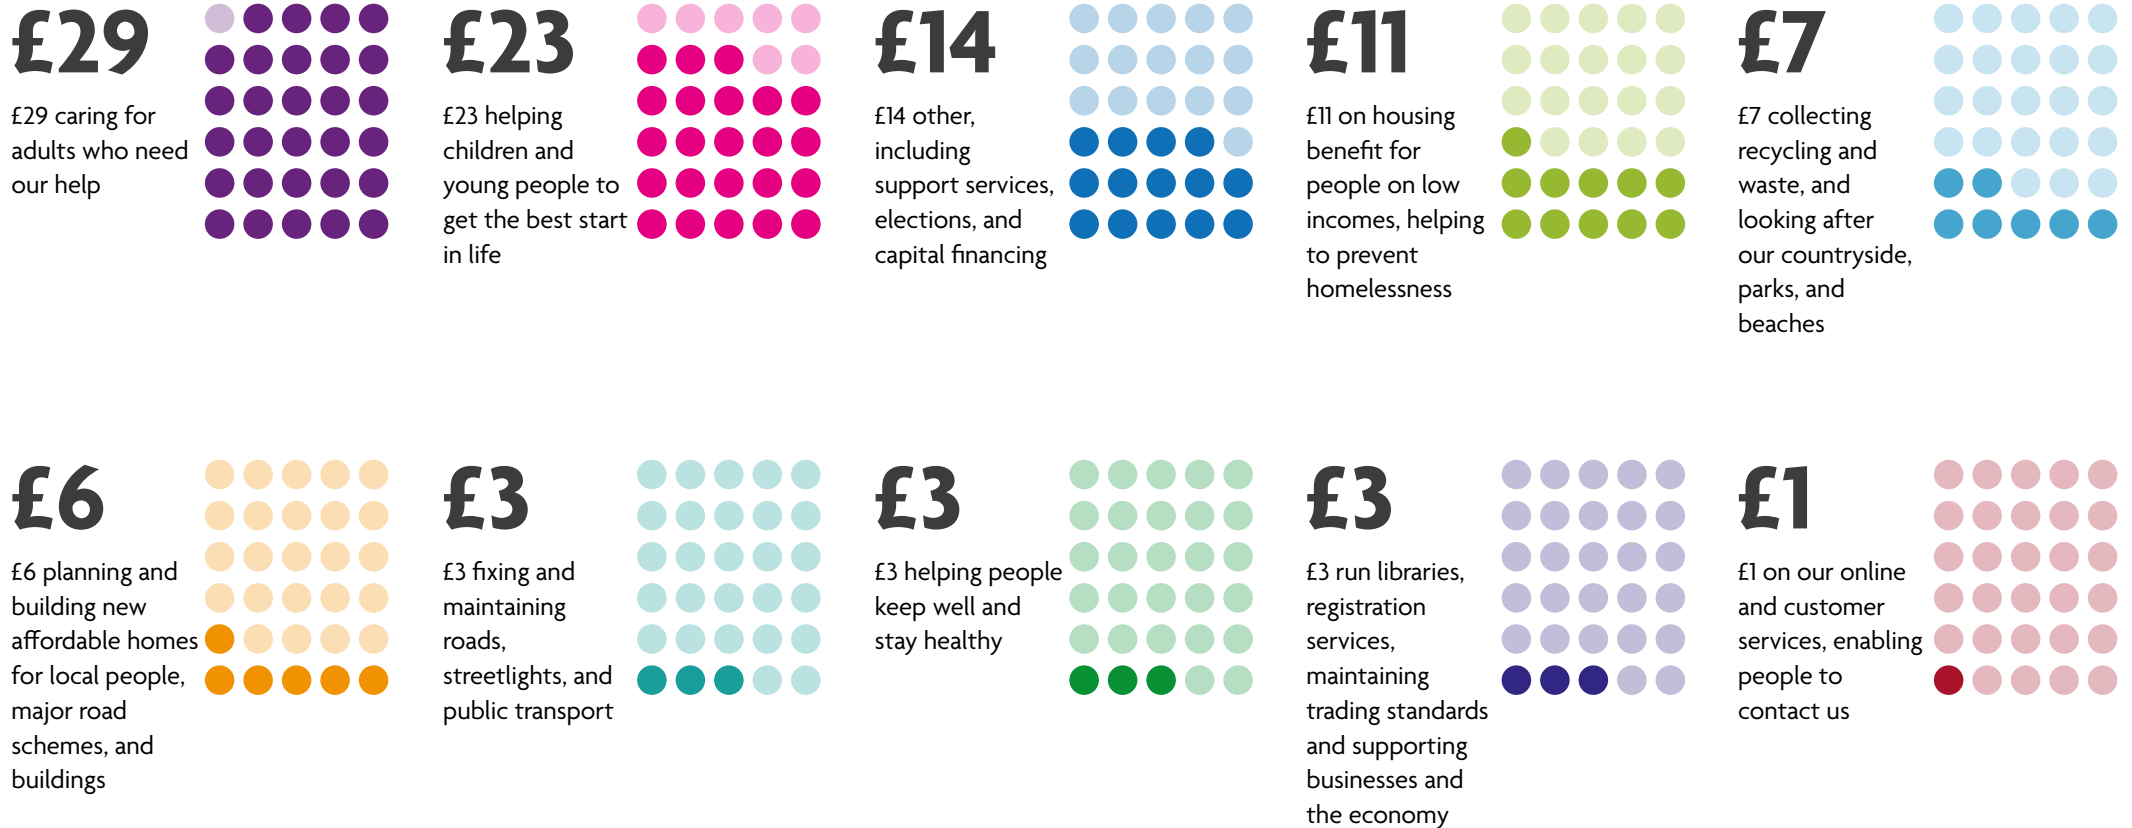 £29
£29 caring for
adults who need
our help
£23
£23 helping
children and
young people to
get the best start
in life
£14
£14 other,
including
support services,
elections, and
capital financing
£11
£11 on housing
benefit for
people on low
incomes, helping
to prevent
homelessness
£7
£7 collecting
recycling and
waste, and
looking after
our countryside,
parks, and
beaches
£6
£6 planning and
building new
affordable homes
for local people,
major road
schemes, and
buildings
£3
£3 fixing and
maintaining
roads,
streetlights, and
public transport
£3
£3 helping people
keep well and
stay healthy
£3
£3 run libraries,
registration
services,
maintaining
trading standards
and supporting
businesses and
the economy
£1
£1 on our online
and customer
services, enabling
people to
contact us